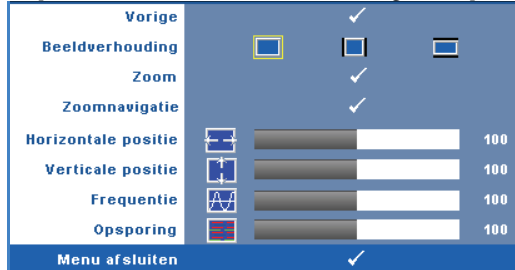 Vorige
Beeldverhouding
Zoom
Zoomnavigatie
Horizontale positie 100
Verticale positie 100
Frequentie 100
Opsporing 100
Menu afsluiten